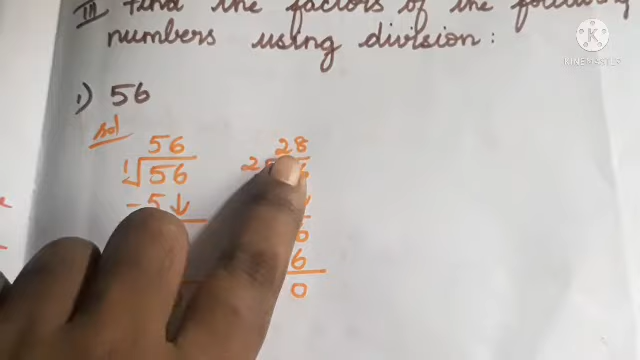 III Find the factors of the following
numbers using division:
i) 56
sol
56 28
1 56 2
- 5 ↓
6
6
0
K
KINEMASTER